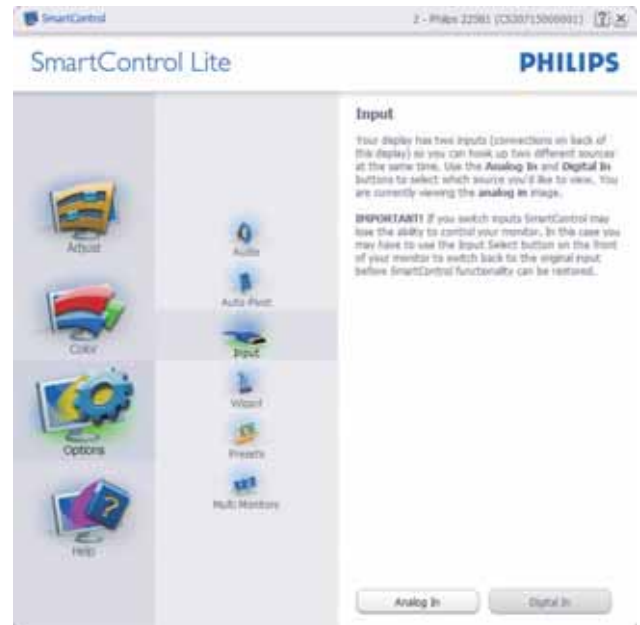 SmartControl
2 - Philips 225B1 (CS30715000001)
SmartControl Lite
PHILIPS
Adjust
Color
Options
Help
Audio
Auto Pivot
Input
Wizard
Presets
Multi Monitors
Input
Your display has two inputs (connections on back of
this display) so you can hook up two different sources
at the same time. Use the Analog In and Digital In
buttons to select which source you'd like to view. You
are currently viewing the analog in image.
IMPORTANT! If you switch inputs SmartControl may
lose the ability to control your monitor. In this case you
may have to use the Input Select button on the front
of your monitor to switch back to the original input
before SmartControl functionality can be restored.
Analog In
Digital In